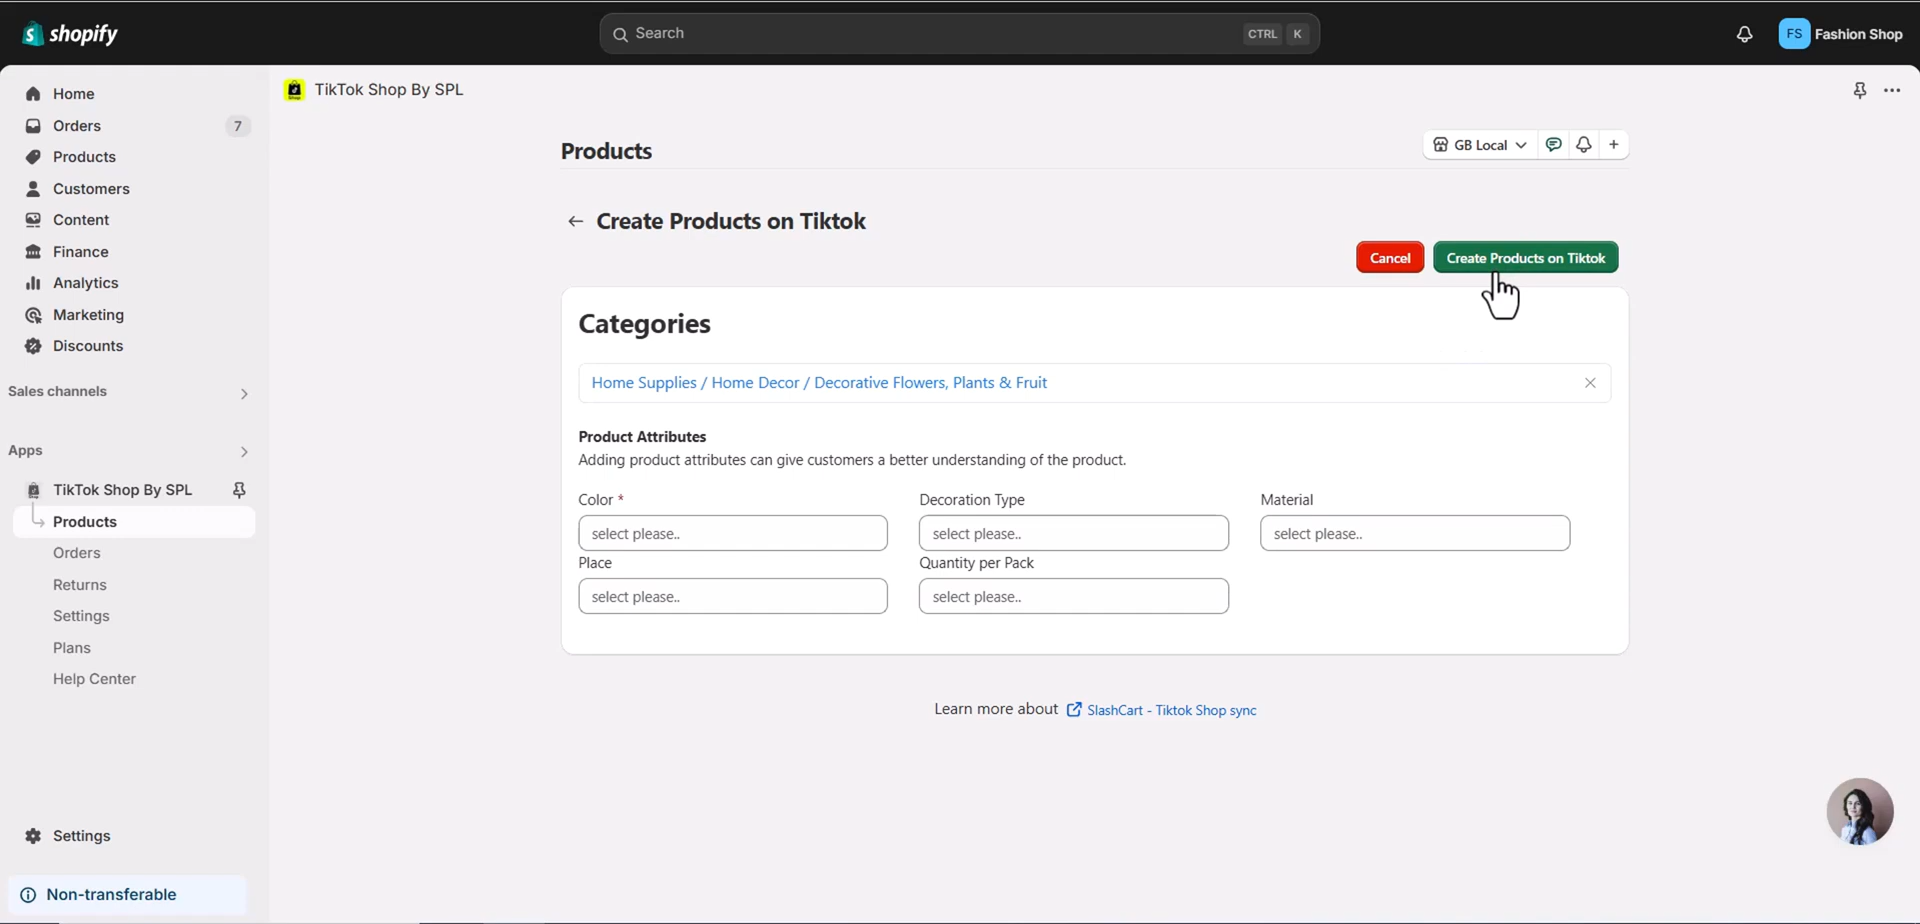 shopify
Search
CTRL K
FS Fashion Shop
Home
Orders 7
Products
Customers
Content
Finance
Analytics
Marketing
Discounts
Sales channels
Apps
TikTok Shop By SPL
Products
Orders
Returns
Settings
Plans
Help Center
Settings
Non-transferable
TikTok Shop By SPL
Products
GB Local
Create Products on Tiktok
Cancel
Create Products on Tiktok
Categories
Home Supplies / Home Decor / Decorative Flowers, Plants & Fruit
Product Attributes
Adding product attributes can give customers a better understanding of the product.
Color * Decoration Type Material
select please.. select please.. select please..
Place Quantity per Pack
select please.. select please..
Learn more about SlashCart - Tiktok Shop sync